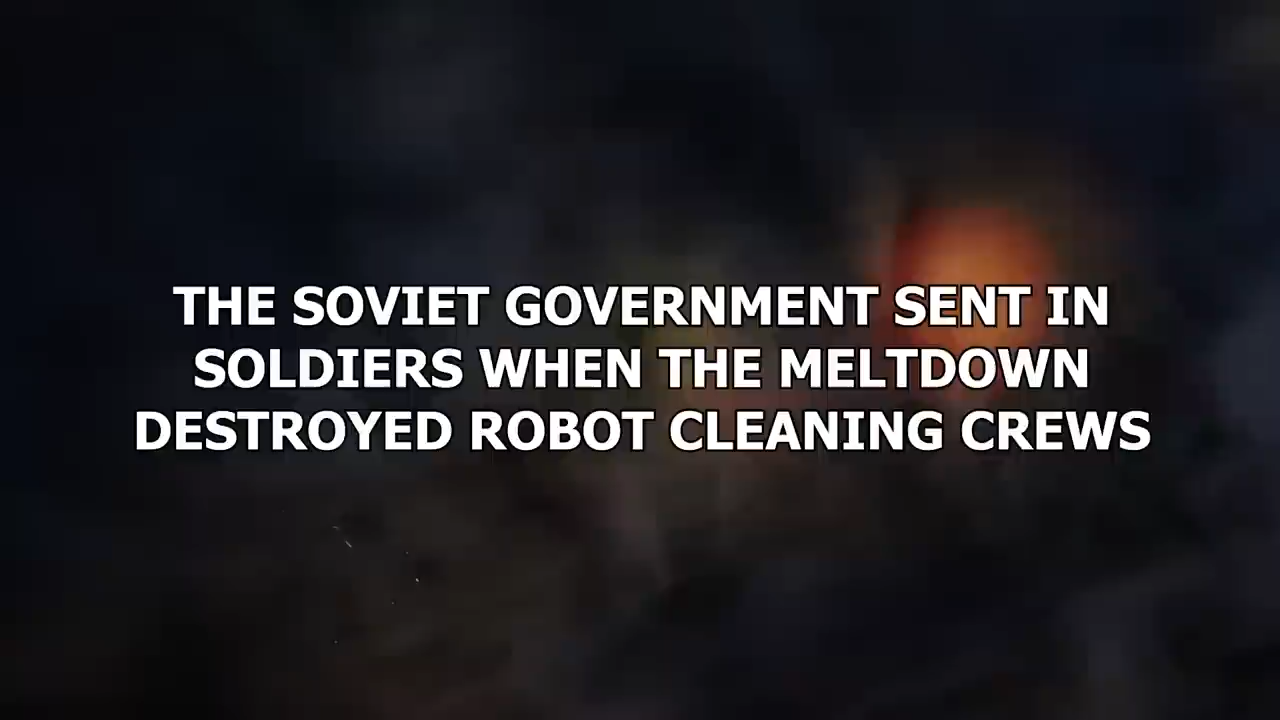 THE SOVIET GOVERNMENT SENT IN
SOLDIERS WHEN THE MELTDOWN
DESTROYED ROBOT CLEANING CREWS